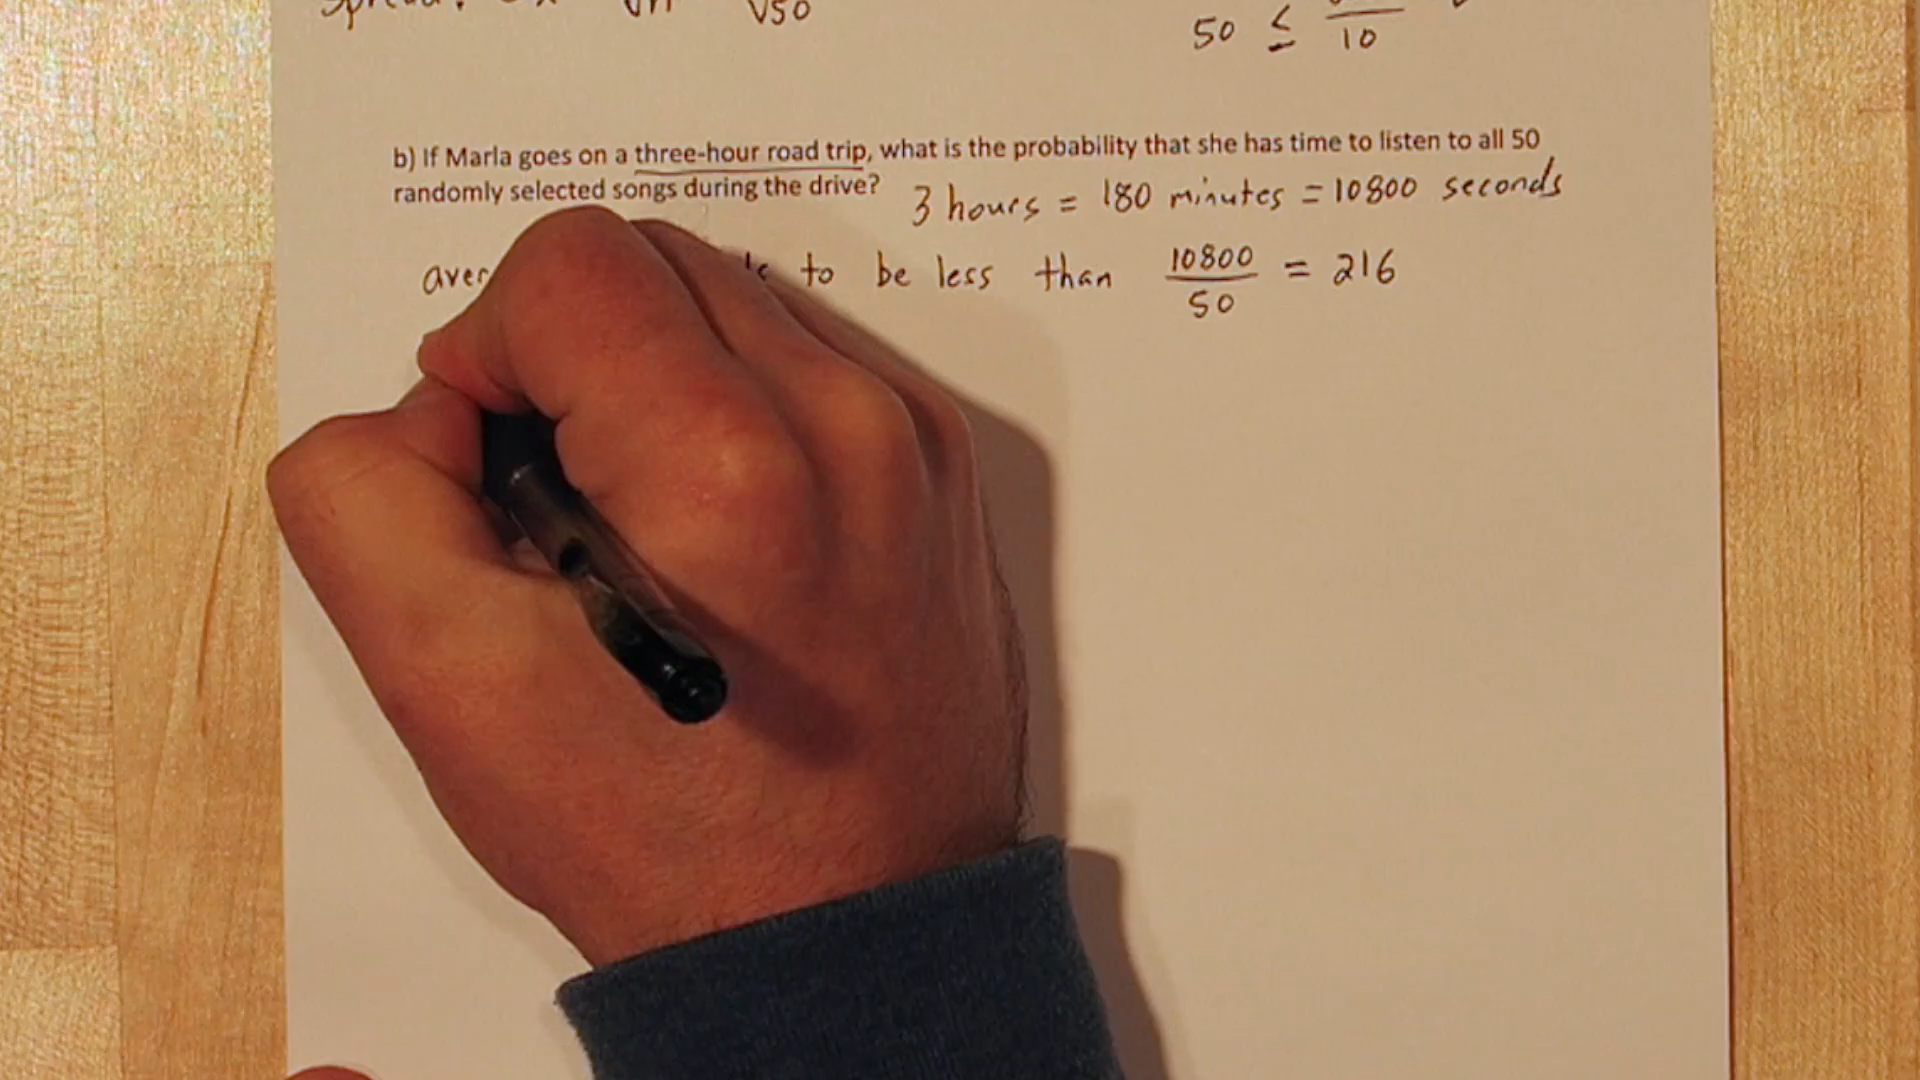 √50
50 ≤ 10
b) If Marla goes on a three-hour road trip, what is the probability that she has time to listen to all 50
randomly selected songs during the drive? 3 hours = 180 minutes = 10800 seconds
to be less than 10800/50 = 216